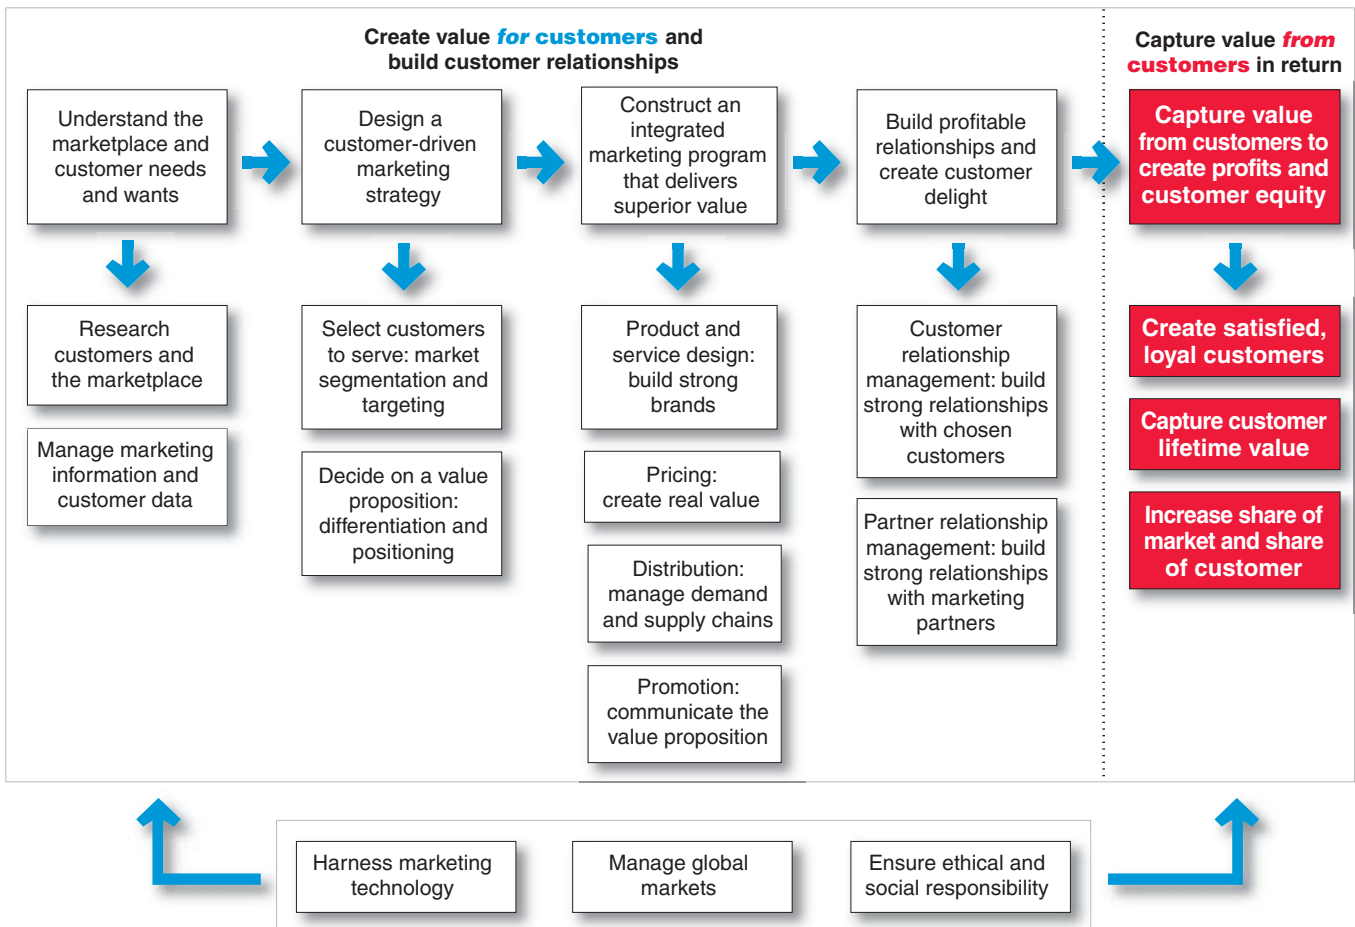 Create value for customers and
build customer relationships
Capture value from
customers in return
Understand the
marketplace and
customer needs
and wants
Design a
customer-driven
marketing
strategy
Construct an
integrated
marketing program
that delivers
superior value
Build profitable
relationships and
create customer
delight
Capture value
from customers to
create profits and
customer equity
Research
customers and
the marketplace
Manage marketing
information and
customer data
Select customers
to serve: market
segmentation and
targeting
Decide on a value
proposition:
differentiation and
positioning
Product and
service design:
build strong
brands
Pricing:
create real value
Distribution:
manage demand
and supply chains
Promotion:
communicate the
value proposition
Customer
relationship
management: build
strong relationships
with chosen
customers
Partner relationship
management: build
strong relationships
with marketing
partners
Create satisfied,
loyal customers
Capture customer
lifetime value
Increase share of
market and share
of customer
Harness marketing
technology
Manage global
markets
Ensure ethical and
social responsibility